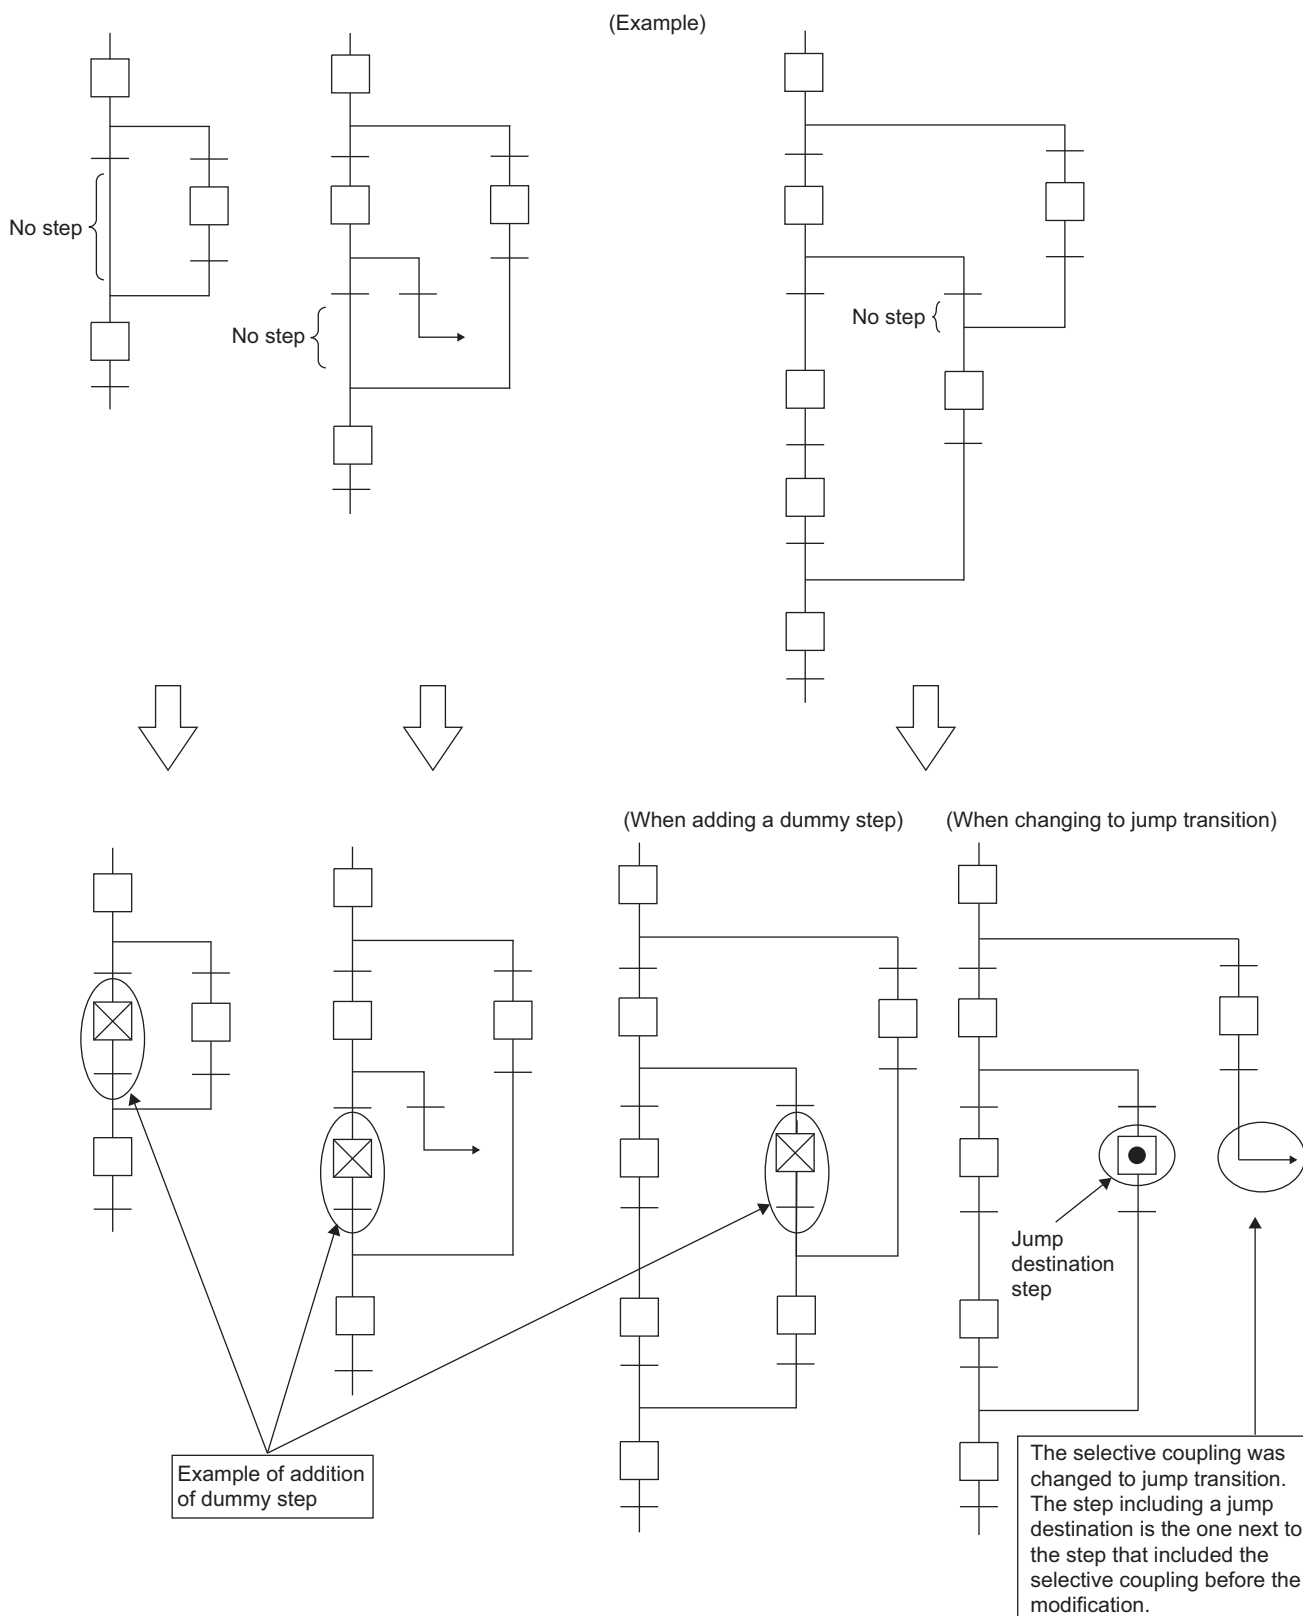 (Example)
No step
No step
No step
(When adding a dummy step)
(When changing to jump transition)
Jump
destination
step
Example of addition
of dummy step
The selective coupling was
changed to jump transition.
The step including a jump
destination is the one next to
the step that included the
selective coupling before the
modification.